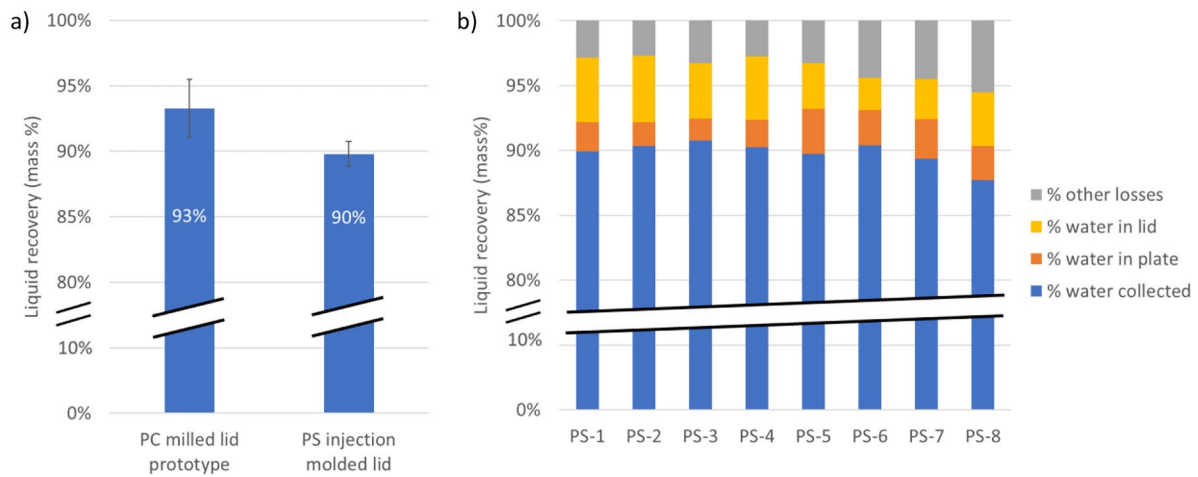 a)
Liquid recovery (mass %)
100%
95%
90%
85%
80%
10%
0%
93%
90%
PC milled lid
prototype
PS injection
molded lid
b)
Liquid recovery (mass%)
100%
95%
90%
85%
80%
10%
0%
PS-1 PS-2 PS-3 PS-4 PS-5 PS-6 PS-7 PS-8
% other losses
% water in lid
% water in plate
% water collected